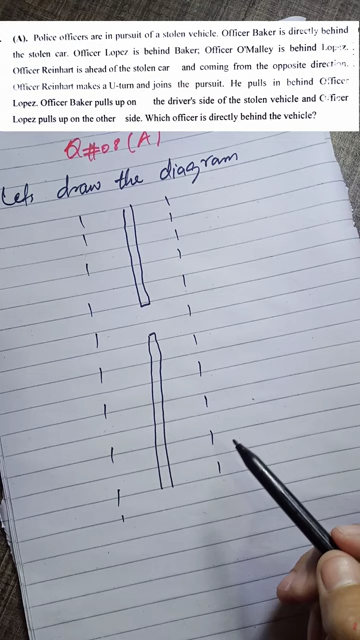 (A). Police officers are in pursuit of a stolen vehicle. Officer Baker is directly behind
the stolen car. Officer Lopez is behind Baker; Officer O'Malley is behind Lopez.
Officer Reinhart is ahead of the stolen car and coming from the opposite direction.
Officer Reinhart makes a U-turn and joins the pursuit. He pulls in behind Officer
Lopez. Officer Baker pulls up on the driver's side of the stolen vehicle and Officer
Lopez pulls up on the other side. Which officer is directly behind the vehicle?
Q#08 (A)
Lets draw the diagram